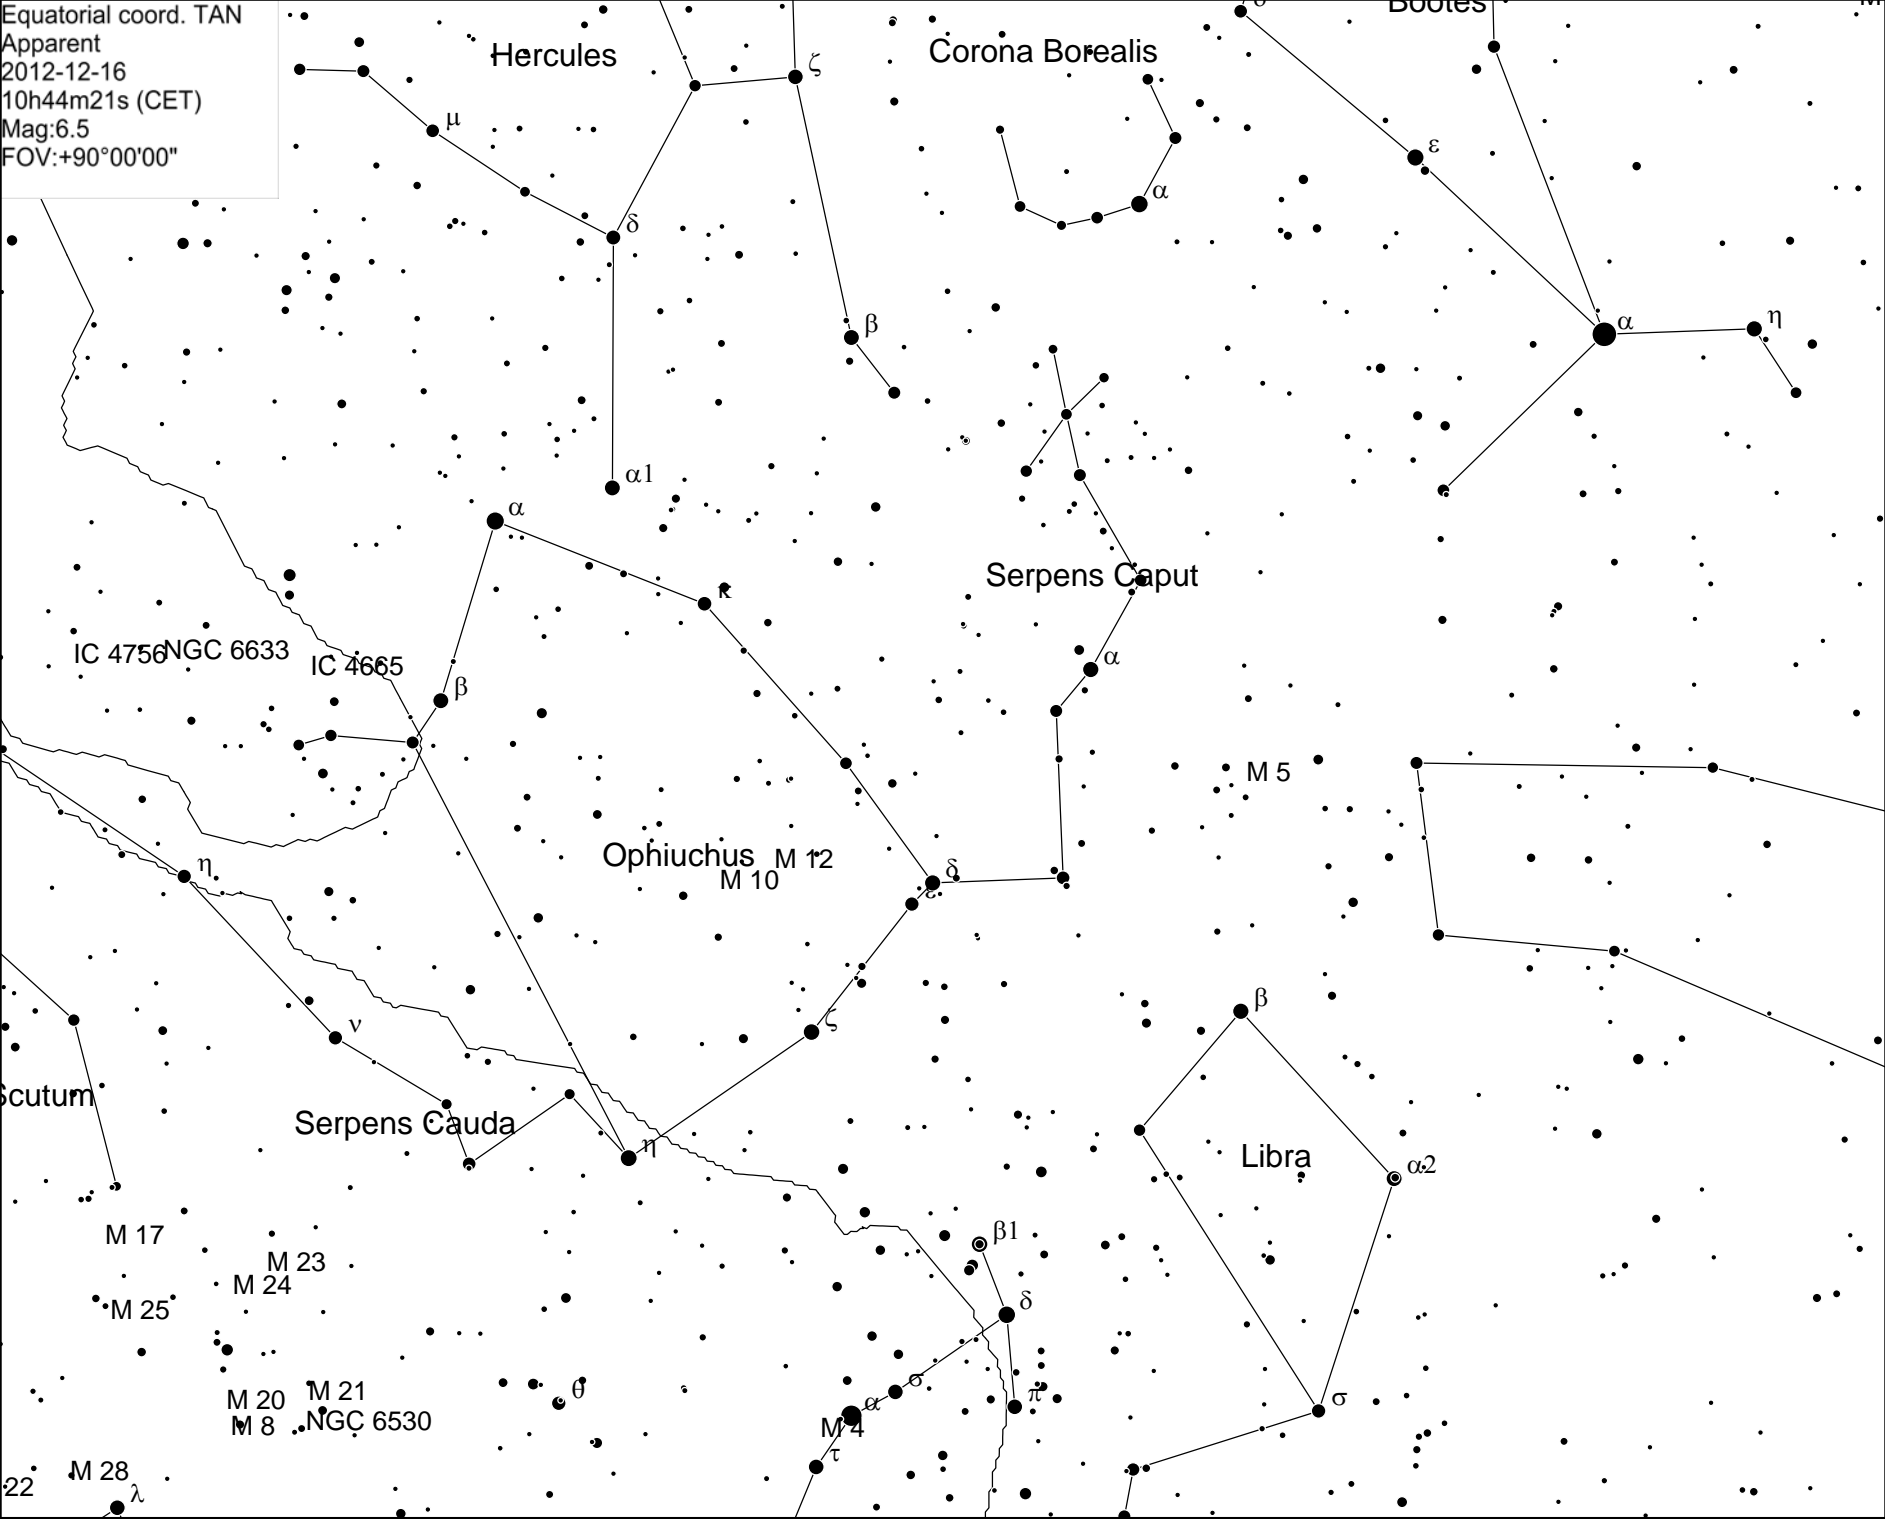 Equatorial coord. TAN
Apparent
2012-12-16
10h44m21s (CET)
Mag:6.5
FOV:+90°00'00"
Bootes
Hercules
ζ
Corona Borealis
μ
ε
α
δ
β
α
η
α1
α
κ
Serpens Caput
IC 4756
NGC 6633
IC 4665
α
β
M 5
Ophiuchus
M 12
M 10
η
δ
ε
β
ν
ζ
Scutum
Serpens Cauda
η
Libra
α2
M 17
β1
M 23
M 24
M 25
δ
M 20
M 21
θ
σ
π
σ
M 8
NGC 6530
α
M 4
τ
M 28
22
λ